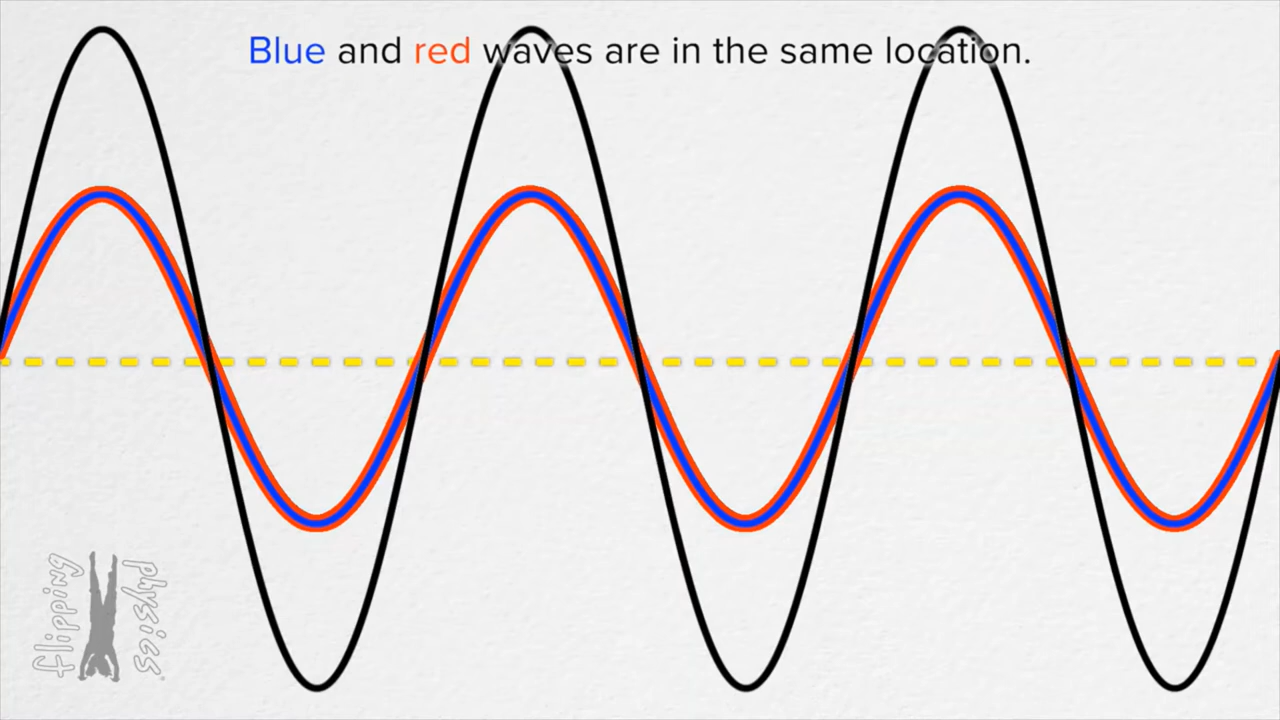 Blue and red waves are in the same location.
flipping
physics